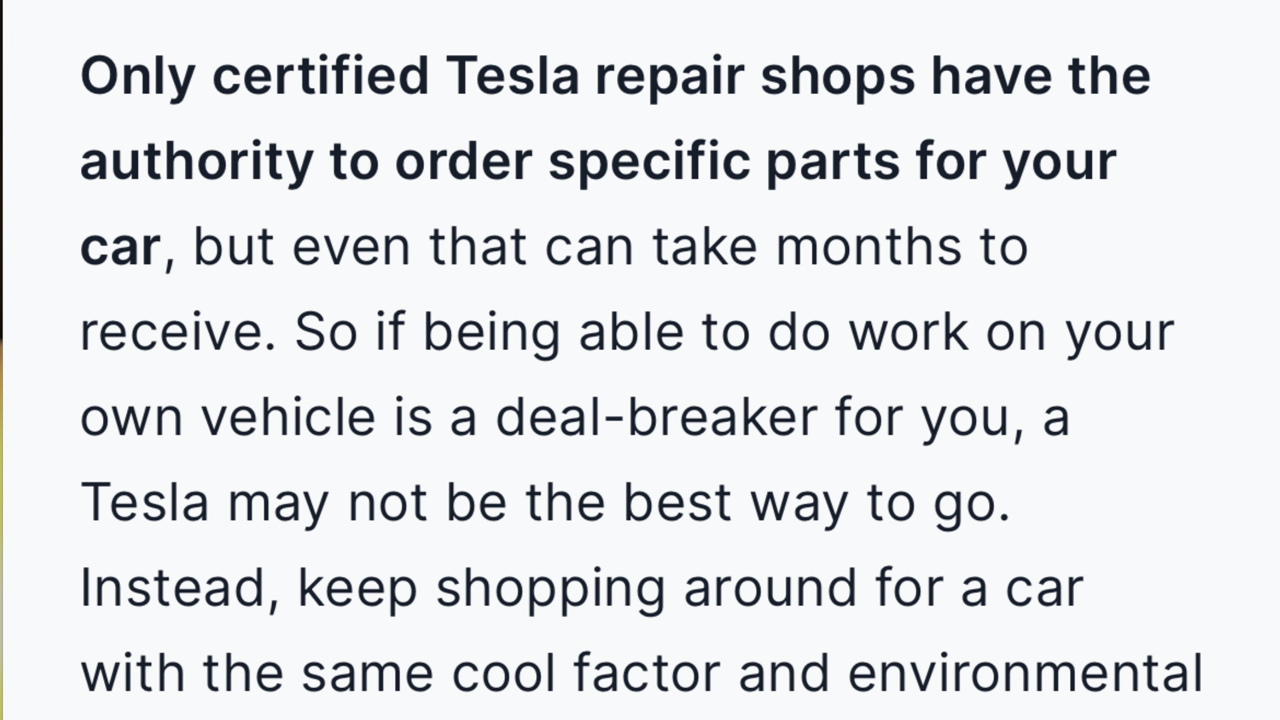 Only certified Tesla repair shops have the
authority to order specific parts for your
car, but even that can take months to
receive. So if being able to do work on your
own vehicle is a deal-breaker for you, a
Tesla may not be the best way to go.
Instead, keep shopping around for a car
with the same cool factor and environmental